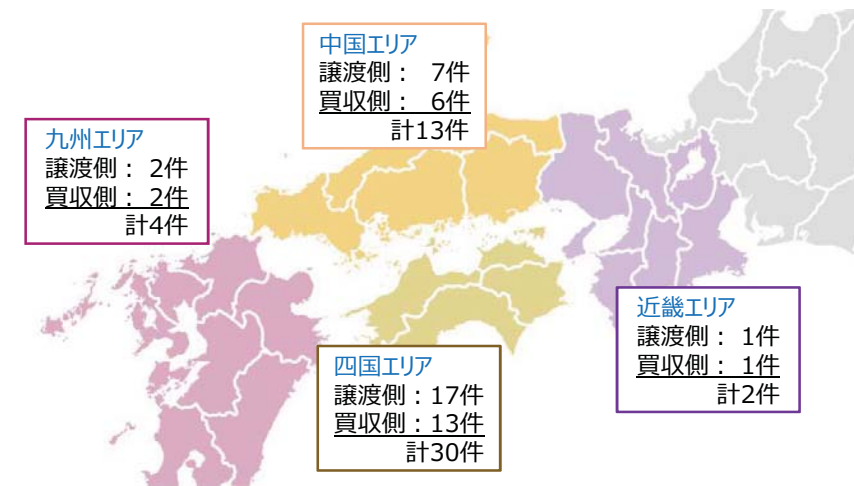 中国エリア
譲渡側： 7件
買収側： 6件
計13件
九州エリア
譲渡側： 2件
買収側： 2件
計4件
近畿エリア
譲渡側： 1件
買収側： 1件
計2件
四国エリア
譲渡側：17件
買収側：13件
計30件